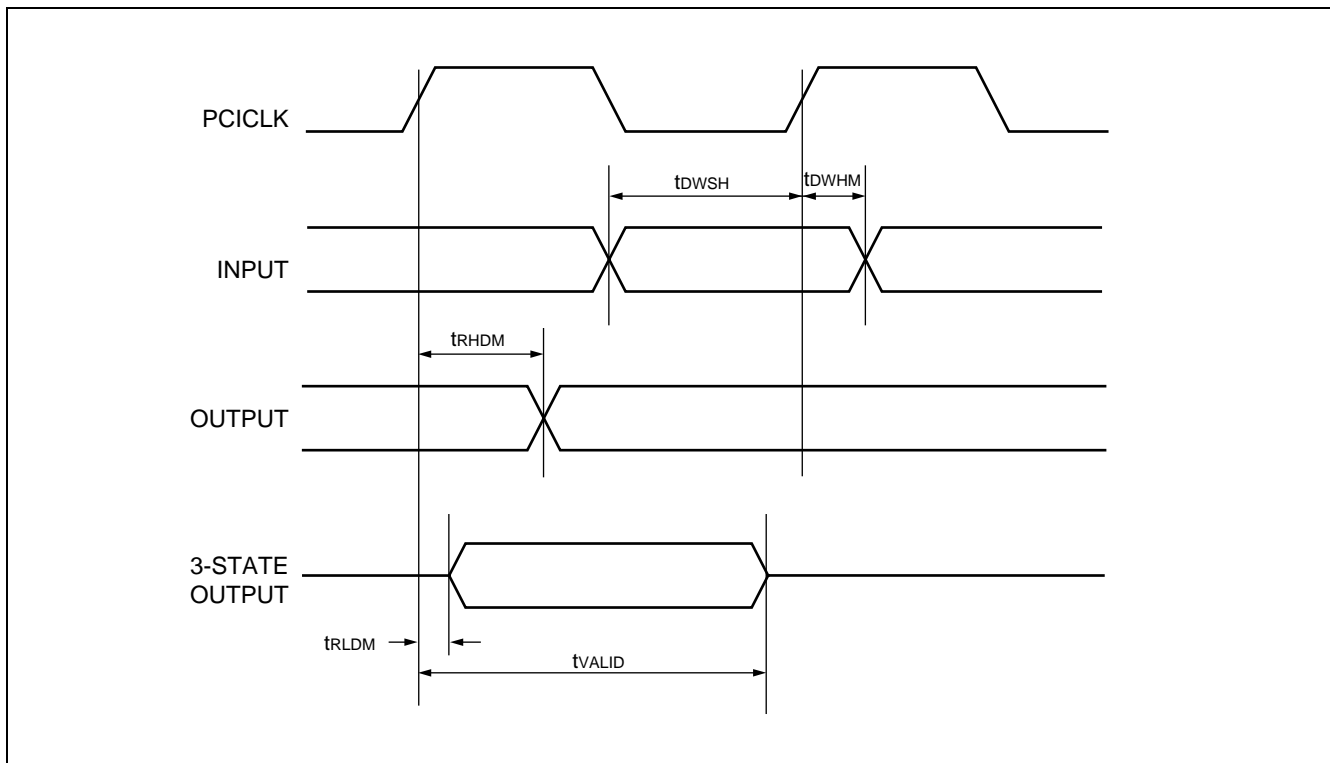 PCICLK
tDWSH
tDWHM
INPUT
tRHDM
OUTPUT
3-STATE
OUTPUT
tRLDM
tVALID